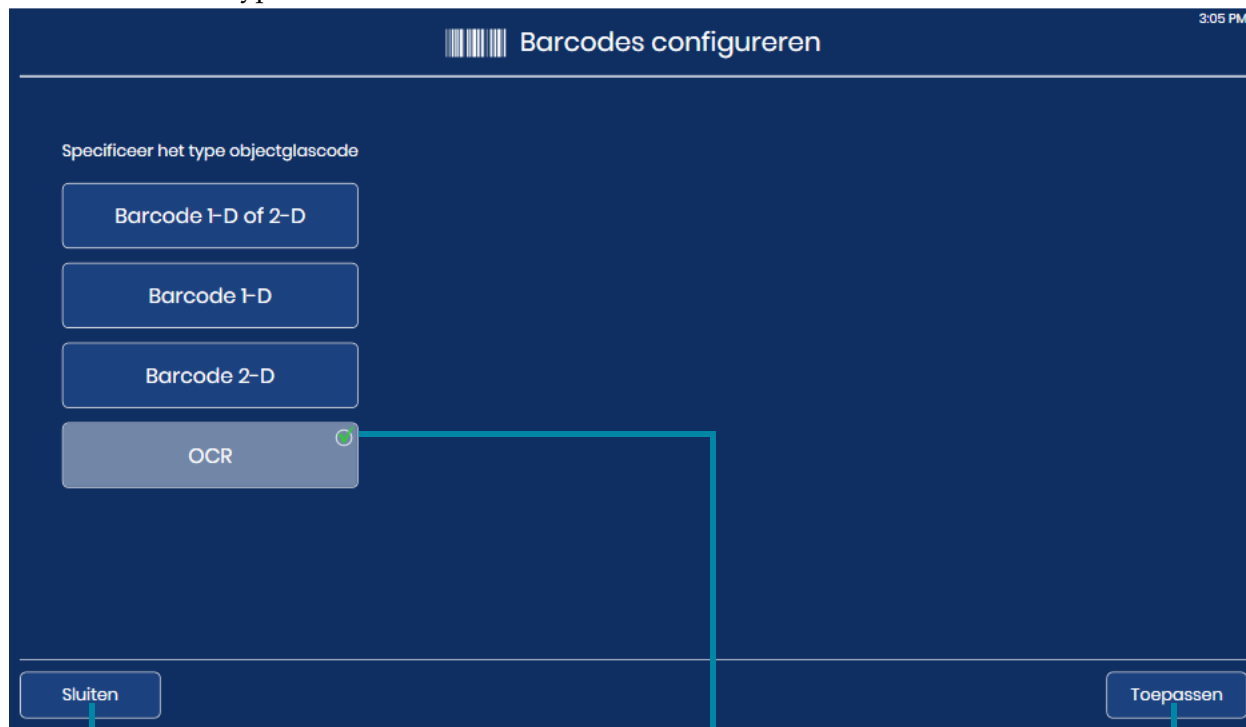 3:05 PM
Barcodes configureren
Specificeer het type objectglascode
Barcode 1-D of 2-D
Barcode 1-D
Barcode 2-D
OCR
Sluiten
Toepassen